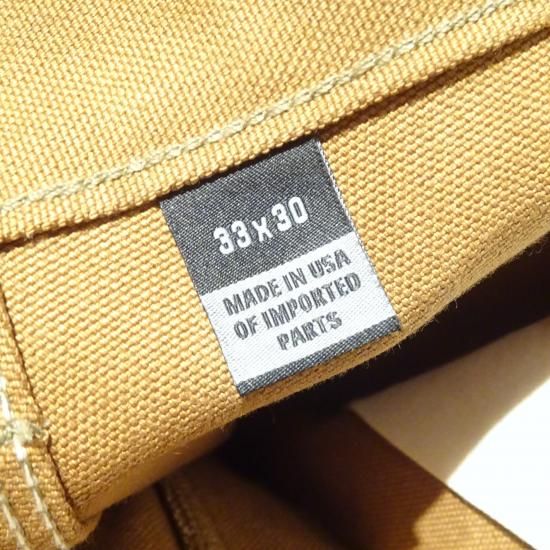 33x30
MADE IN USA
OF IMPORTED
PARTS